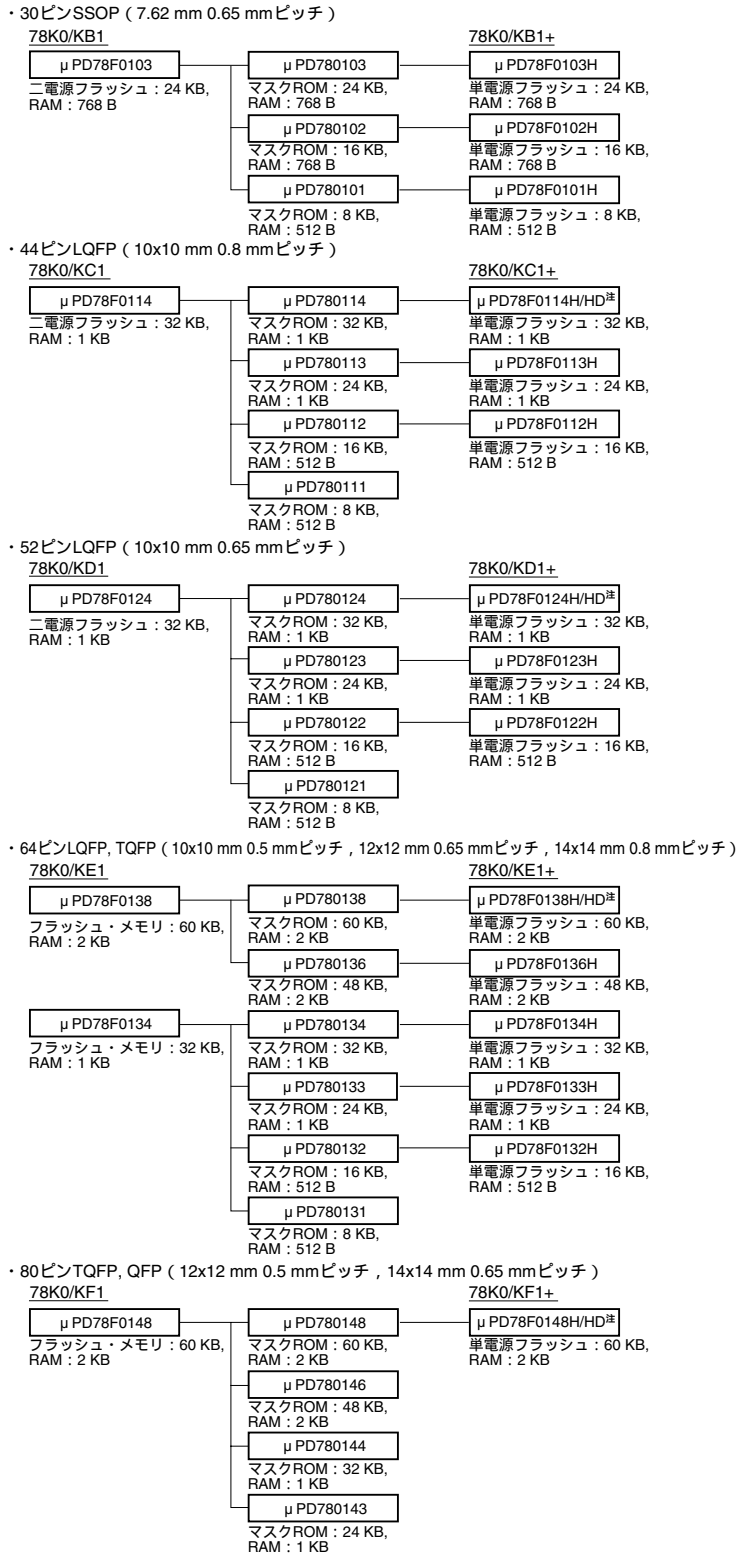 ・30ピンSSOP（7.62 mm 0.65 mmピッチ）
78K0/KB1 78K0/KB1+
μPD78F0103 μPD780103 μPD78F0103H
二電源フラッシュ：24 KB, マスクROM：24 KB, 単電源フラッシュ：24 KB,
RAM：768 B RAM：768 B RAM：768 B
μPD780102 μPD78F0102H
マスクROM：16 KB, 単電源フラッシュ：16 KB,
RAM：768 B RAM：768 B
μPD780101 μPD78F0101H
マスクROM：8 KB, 単電源フラッシュ：8 KB,
RAM：512 B RAM：512 B
・44ピンLQFP（10x10 mm 0.8 mmピッチ）
78K0/KC1 78K0/KC1+
μPD78F0114 μPD780114 μPD78F0114H/HD注
二電源フラッシュ：32 KB, マスクROM：32 KB, 単電源フラッシュ：32 KB,
RAM：1 KB RAM：1 KB RAM：1 KB
μPD780113 μPD78F0113H
マスクROM：24 KB, 単電源フラッシュ：24 KB,
RAM：1 KB RAM：1 KB
μPD780112 μPD78F0112H
マスクROM：16 KB, 単電源フラッシュ：16 KB,
RAM：512 B RAM：512 B
μPD780111
マスクROM：8 KB,
RAM：512 B
・52ピンLQFP（10x10 mm 0.65 mmピッチ）
78K0/KD1 78K0/KD1+
μPD78F0124 μPD780124 μPD78F0124H/HD注
二電源フラッシュ：32 KB, マスクROM：32 KB, 単電源フラッシュ：32 KB,
RAM：1 KB RAM：1 KB RAM：1 KB
μPD780123 μPD78F0123H
マスクROM：24 KB, 単電源フラッシュ：24 KB,
RAM：1 KB RAM：1 KB
μPD780122 μPD78F0122H
マスクROM：16 KB, 単電源フラッシュ：16 KB,
RAM：512 B RAM：512 B
μPD780121
マスクROM：8 KB,
RAM：512 B
・64ピンLQFP, TQFP（10x10 mm 0.5 mmピッチ，12x12 mm 0.65 mmピッチ，14x14 mm 0.8 mmピッチ）
78K0/KE1 78K0/KE1+
μPD78F0138 μPD780138 μPD78F0138H/HD注
フラッシュ・メモリ：60 KB, マスクROM：60 KB, 単電源フラッシュ：60 KB,
RAM：2 KB RAM：2 KB RAM：2 KB
μPD780136 μPD78F0136H
マスクROM：48 KB, 単電源フラッシュ：48 KB,
RAM：2 KB RAM：2 KB
μPD78F0134 μPD780134 μPD78F0134H
フラッシュ・メモリ：32 KB, マスクROM：32 KB, 単電源フラッシュ：32 KB,
RAM：1 KB RAM：1 KB RAM：1 KB
μPD780133 μPD78F0133H
マスクROM：24 KB, 単電源フラッシュ：24 KB,
RAM：1 KB RAM：1 KB
μPD780132 μPD78F0132H
マスクROM：16 KB, 単電源フラッシュ：16 KB,
RAM：512 B RAM：512 B
μPD780131
マスクROM：8 KB,
RAM：512 B
・80ピンTQFP, QFP（12x12 mm 0.5 mmピッチ，14x14 mm 0.65 mmピッチ）
78K0/KF1 78K0/KF1+
μPD78F0148 μPD780148 μPD78F0148H/HD注
フラッシュ・メモリ：60 KB, マスクROM：60 KB, 単電源フラッシュ：60 KB,
RAM：2 KB RAM：2 KB RAM：2 KB
μPD780146
マスクROM：48 KB,
RAM：2 KB
μPD780144
マスクROM：32 KB,
RAM：1 KB
μPD780143
マスクROM：24 KB,
RAM：1 KB